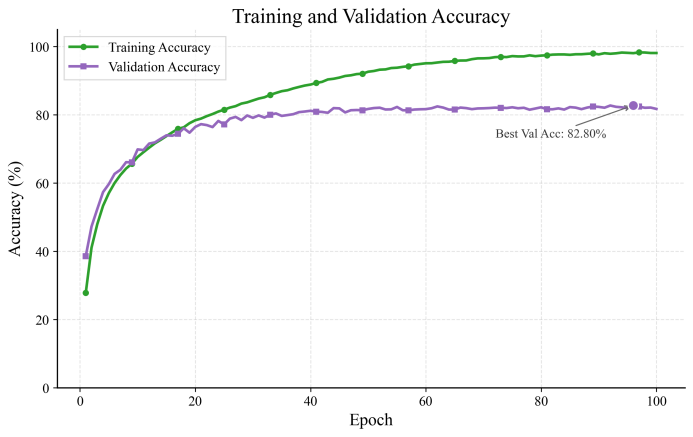 Training and Validation Accuracy
Training Accuracy
Validation Accuracy
Best Val Acc: 82.80%
Accuracy (%)
100
80
60
40
20
0
0 20 40 60 80 100
Epoch